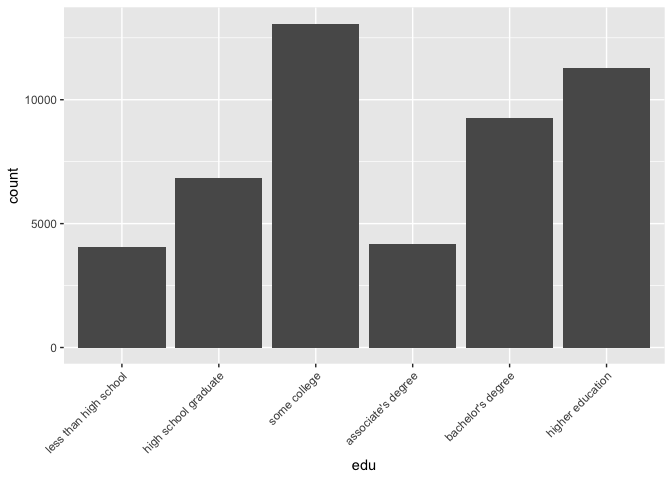 count
10000
5000
0
less than high school
high school graduate
some college
associate's degree
bachelor's degree
higher education
edu